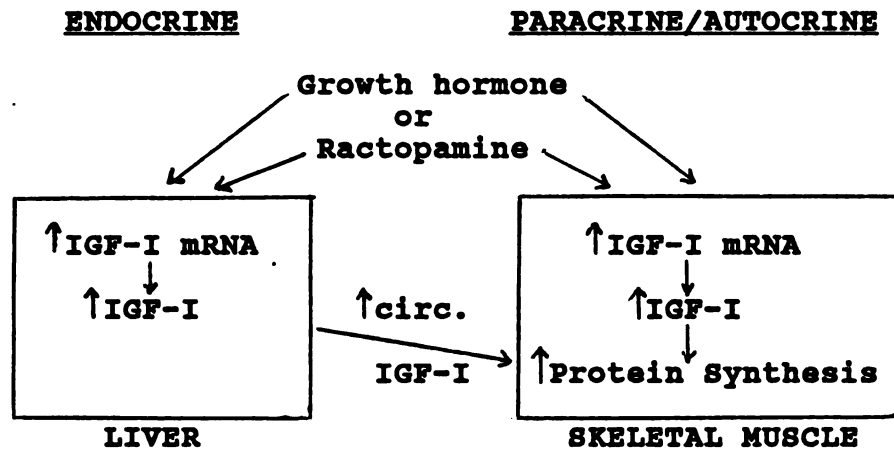 ENDOCRINE PARACRINE/AUTOCRINE
Growth hormone
or
Ractopamine
↑IGF-I mRNA
↑IGF-I
LIVER
↑circ.
IGF-I
↑IGF-I mRNA
↑IGF-I
↑Protein Synthesis
SKELETAL MUSCLE